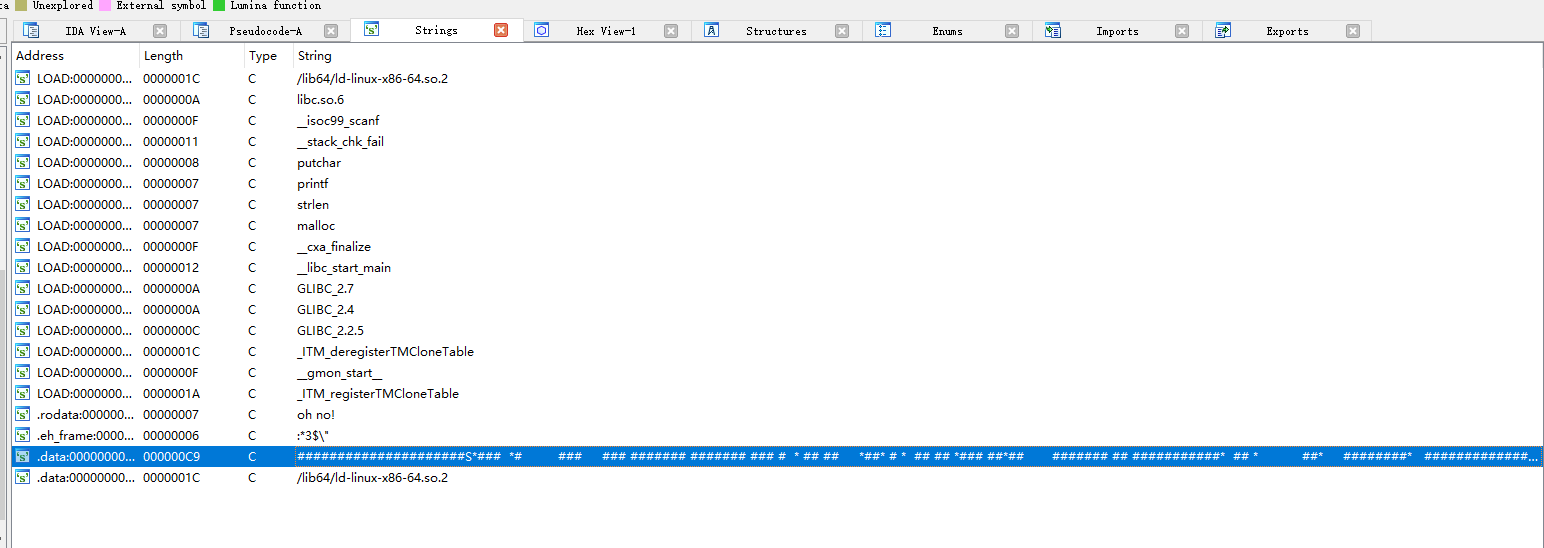 ta Unexplored External symbol Lumina function
IDA View-A Pseudocode-A Strings Hex View-1 Structures Enums Imports Exports
Address Length Type String
LOAD:0000000... 0000001C C /lib64/ld-linux-x86-64.so.2
LOAD:0000000... 0000000A C libc.so.6
LOAD:0000000... 0000000F C __isoc99_scanf
LOAD:0000000... 00000011 C __stack_chk_fail
LOAD:0000000... 00000008 C putchar
LOAD:0000000... 00000007 C printf
LOAD:0000000... 00000007 C strlen
LOAD:0000000... 00000007 C malloc
LOAD:0000000... 0000000F C __cxa_finalize
LOAD:0000000... 00000012 C __libc_start_main
LOAD:0000000... 0000000A C GLIBC_2.7
LOAD:0000000... 0000000A C GLIBC_2.4
LOAD:0000000... 0000000C C GLIBC_2.2.5
LOAD:0000000... 0000001C C _ITM_deregisterTMCloneTable
LOAD:0000000... 0000000F C __gmon_start__
LOAD:0000000... 0000001A C _ITM_registerTMCloneTable
.rodata:000000... 00000007 C oh no!
.eh_frame:0000... 00000006 C :*3$\"
.data:00000000... 000000C9 C #####################S*### *# ### ### ####### ####### ### # * ## ## *##* # * ## ## *### ##*## ####### ## ###########* ## * ##* ########* #############...
.data:00000000... 0000001C C /lib64/ld-linux-x86-64.so.2